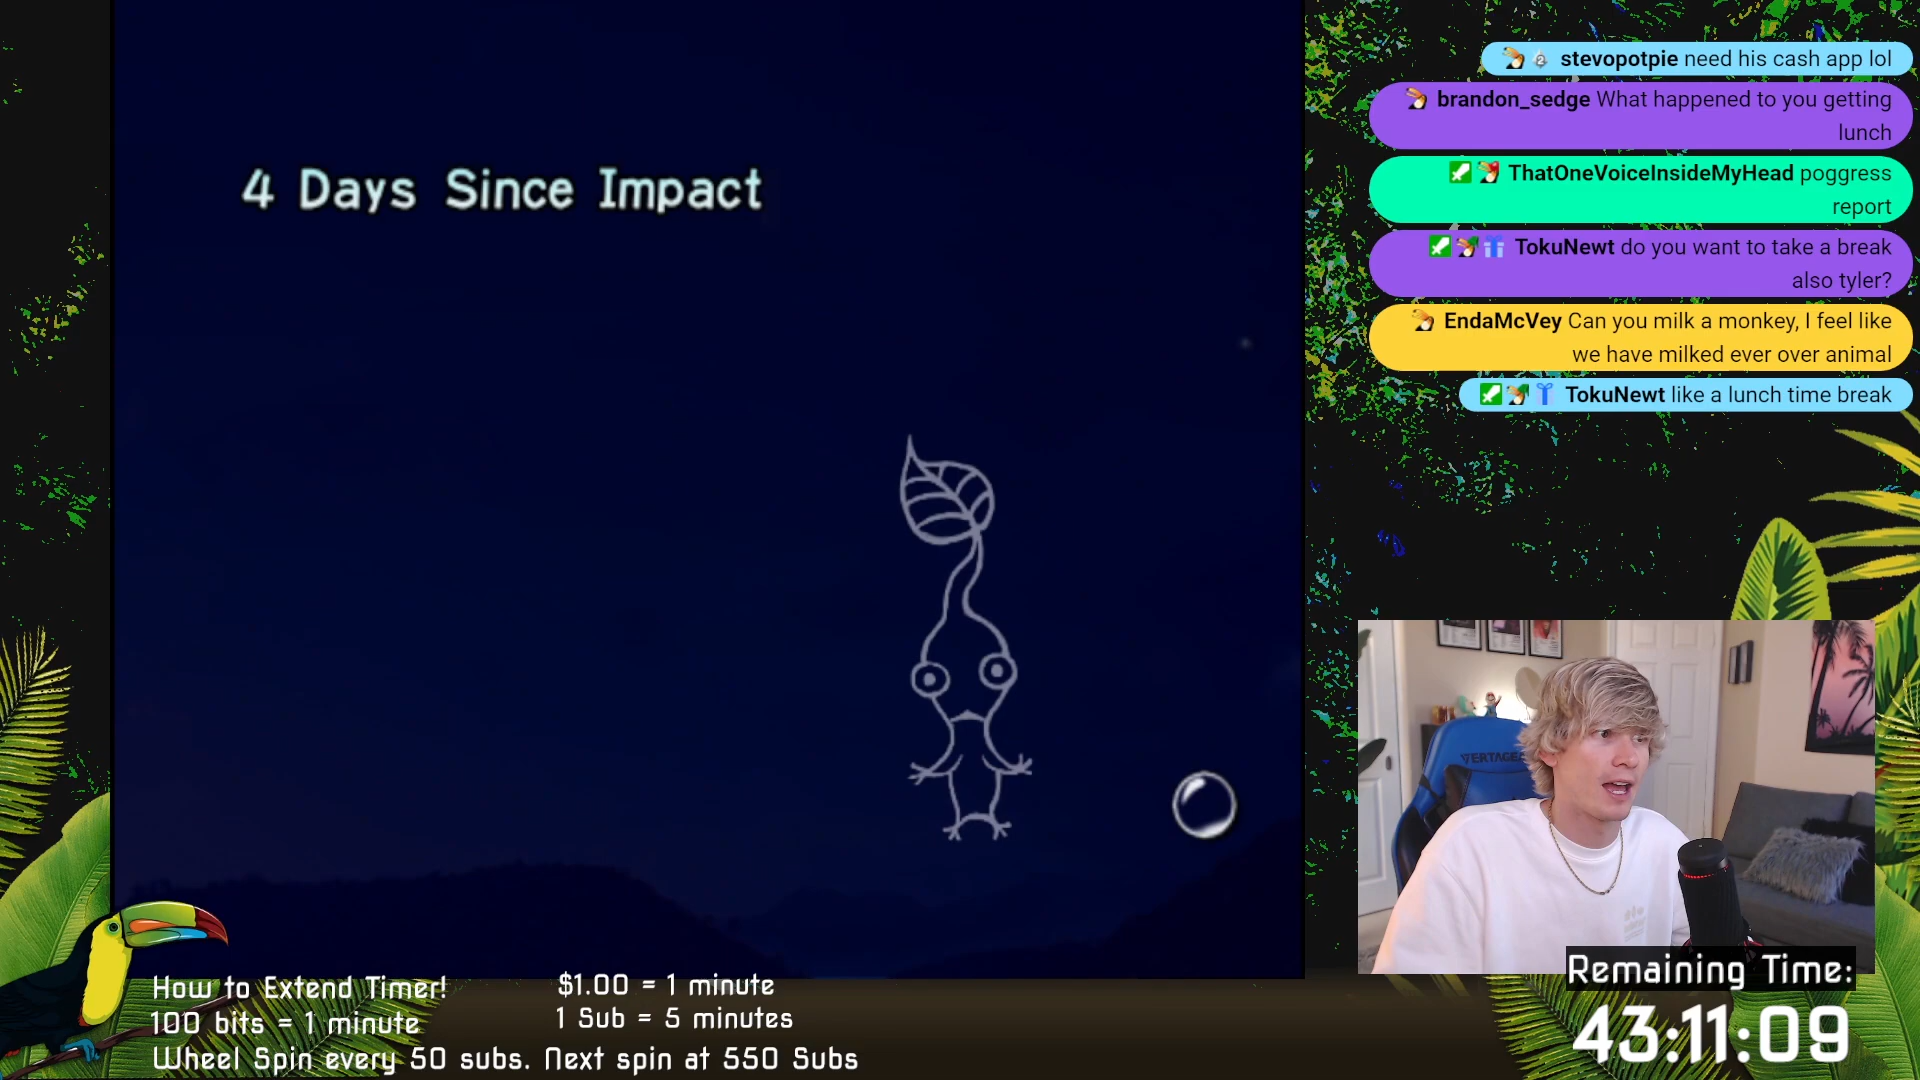 4 Days Since Impact
stevopotpie need his cash app lol
brandon_sedge What happened to you getting
lunch
ThatOneVoiceInsideMyHead poggress
report
TokuNewt do you want to take a break
also tyler?
EndaMcVey Can you milk a monkey, I feel like
we have milked ever over animal
TokuNewt like a lunch time break
VERTAGE
Remaining Time:
43:11:09
How to Extend Timer!
100 bits = 1 minute
$1.00 = 1 minute
1 Sub = 5 minutes
Wheel Spin every 50 subs. Next spin at 550 Subs